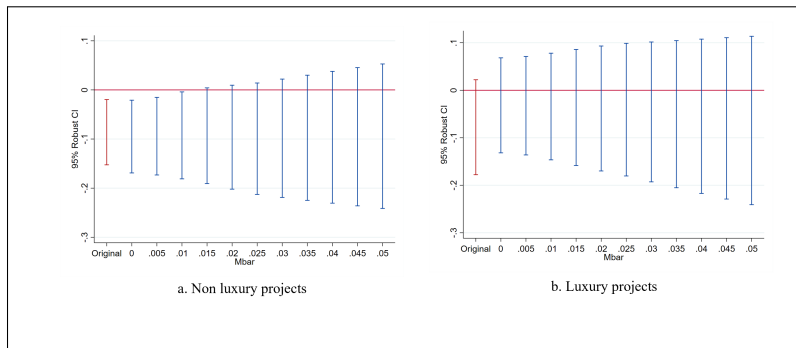 .1
0
-.1
-.2
-.3
95% Robust CI
Original 0 .005 .01 .015 .02 .025 .03 .035 .04 .045 .05
Mbar
a. Non luxury projects
.1
0
-.1
-.2
-.3
95% Robust CI
Original 0 .005 .01 .015 .02 .025 .03 .035 .04 .045 .05
Mbar
b. Luxury projects